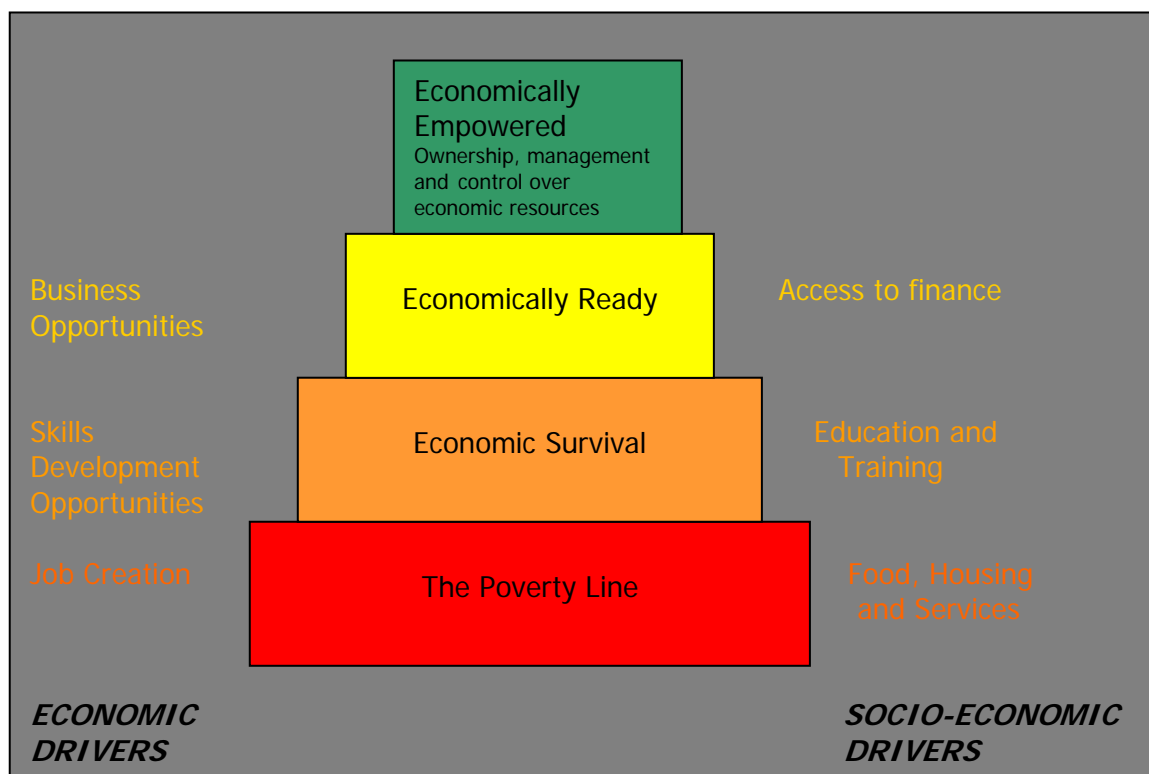 Economically
Empowered
Ownership, management
and control over
economic resources
Business
Opportunities
Economically Ready
Access to finance
Skills
Development
Opportunities
Economic Survival
Education and
Training
Job Creation
The Poverty Line
Food, Housing
and Services
ECONOMIC
DRIVERS
SOCIO-ECONOMIC
DRIVERS